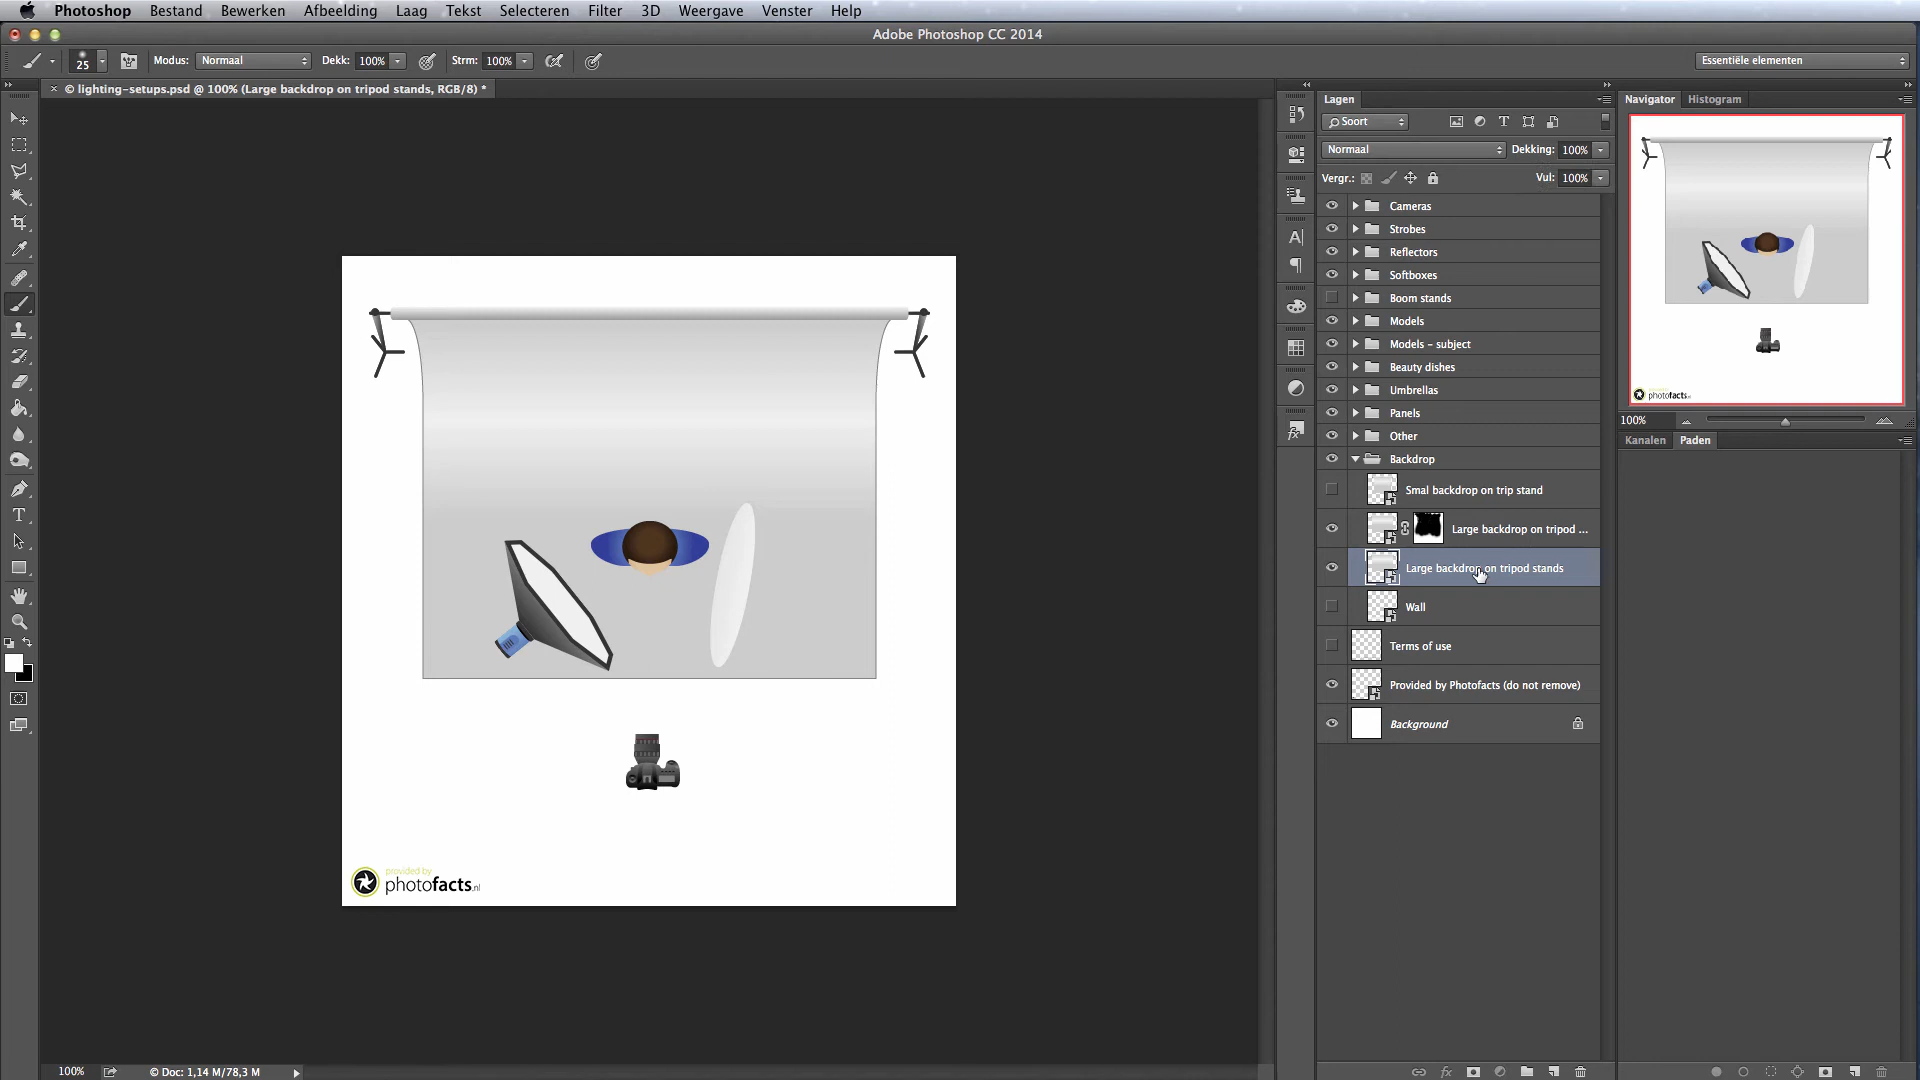 Photoshop Bestand Bewerken Afbeelding Laag Tekst Selecteren Filter 3D Weergave Venster Help
Adobe Photoshop CC 2014
25 Modus: Normaal Dekk: 100% Strm: 100% Essentiële elementen
× © lighting-setups.psd @ 100% (Large backdrop on tripod stands, RGB/8) *
Lagen
Soort
Normaal Dekking: 100%
Vergr.: Vul: 100%
Cameras
Strobes
Reflectors
Softboxes
Boom stands
Models
Models – subject
Beauty dishes
Umbrellas
Panels
Other
Backdrop
Smal backdrop on trip stand
Large backdrop on tripod ...
Large backdrop on tripod stands
Wall
Terms of use
Provided by Photofacts (do not remove)
Background
Navigator Histogram
photofacts.nl
100%
Kanalen Paden
provided by
photofacts.nl
100% © Doc: 1,14 M/78,3 M